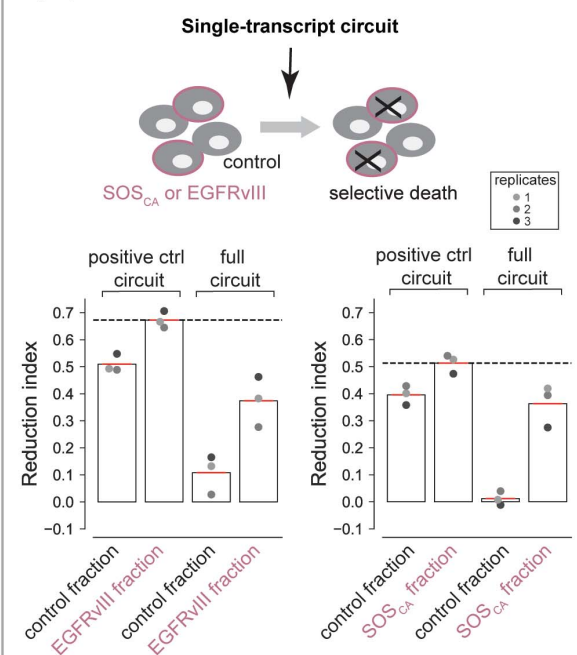 Single-transcript circuit
control
SOS_CA or EGFRvIII
selective death
replicates
1
2
3
positive ctrl
circuit
full
circuit
Reduction index
0.7
0.6
0.5
0.4
0.3
0.2
0.1
0.0
−0.1
control fraction
EGFRvIII fraction
control fraction
EGFRvIII fraction
positive ctrl
circuit
full
circuit
Reduction index
0.7
0.6
0.5
0.4
0.3
0.2
0.1
0.0
−0.1
control fraction
SOS_CA fraction
control fraction
SOS_CA fraction